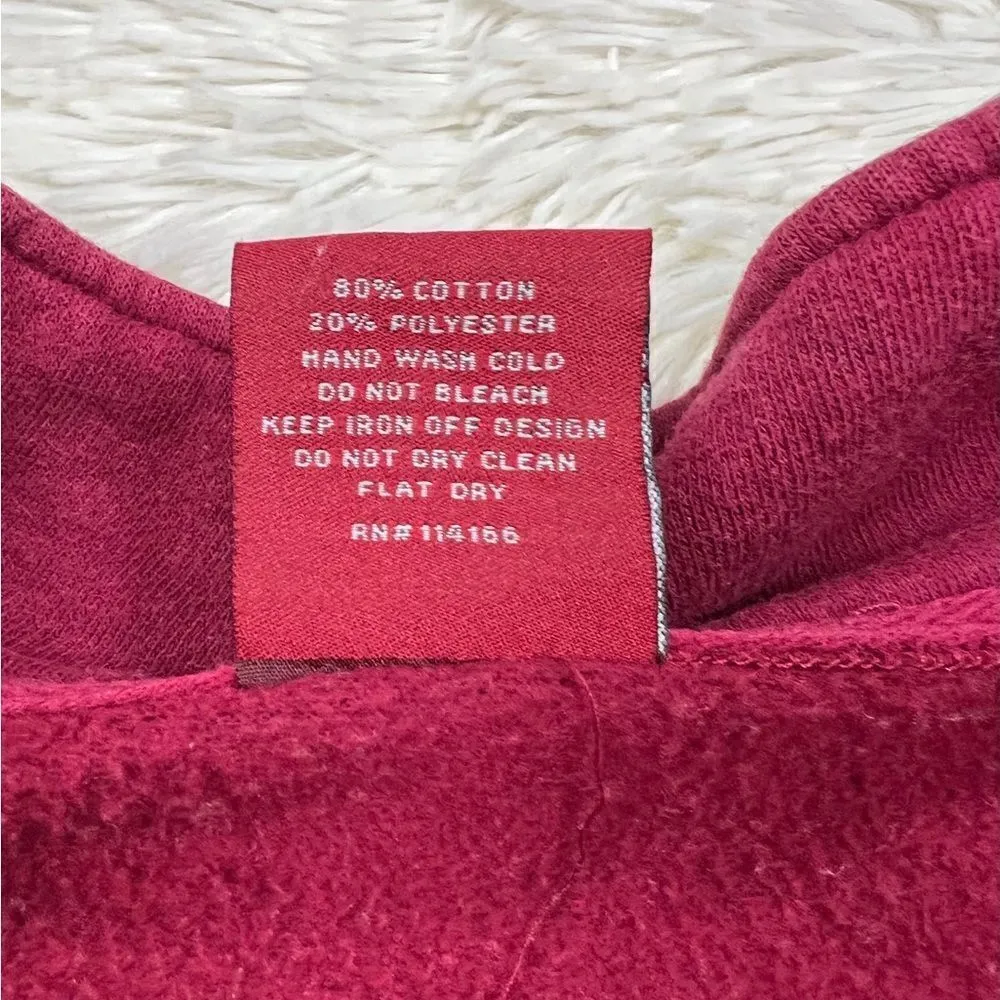 80% COTTON
20% POLYESTER
HAND WASH COLD
DO NOT BLEACH
KEEP IRON OFF DESIGN
DO NOT DRY CLEAN
FLAT DRY
RN# 114166